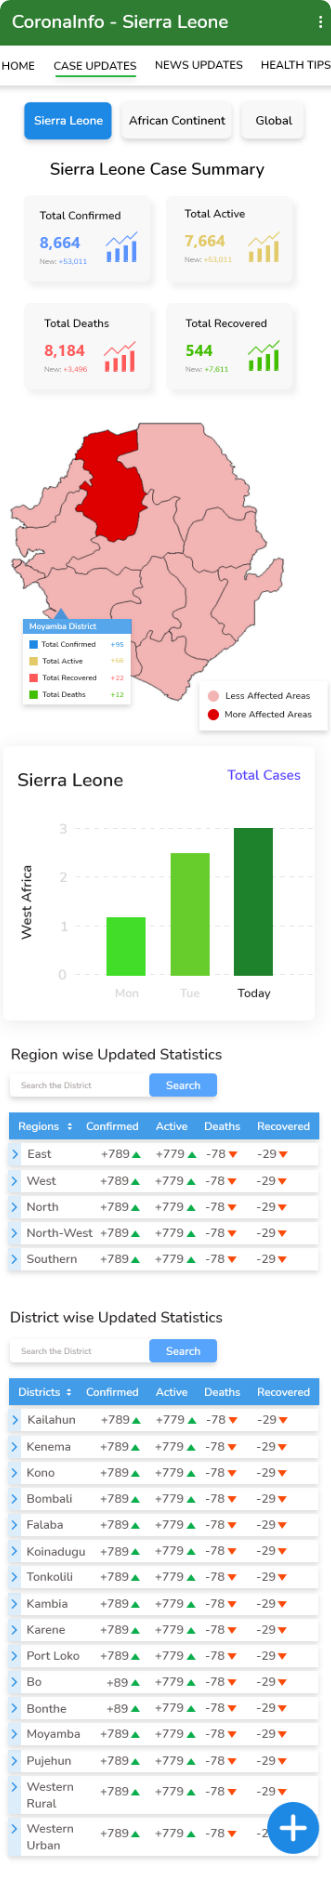 CoronaInfo - Sierra Leone
HOME CASE UPDATES NEWS UPDATES HEALTH TIPS
Sierra Leone African Continent Global
Sierra Leone Case Summary
Total Confirmed
8,664
New: +53,011
Total Active
7,664
New: +53,011
Total Deaths
8,184
New: +3,496
Total Recovered
544
New: +7,611
Moyamba District
Total Confirmed +95
Total Active +56
Total Recovered +22
Total Deaths +12
Less Affected Areas
More Affected Areas
Sierra Leone
Total Cases
West Africa
3
2
1
0
Mon Tue Today
Region wise Updated Statistics
Search the District Search
Regions Confirmed Active Deaths Recovered
East +789 +779 -78 -29
West +789 +779 -78 -29
North +789 +779 -78 -29
North-West +789 +779 -78 -29
Southern +789 +779 -78 -29
District wise Updated Statistics
Search the District Search
Districts Confirmed Active Deaths Recovered
Kailahun +789 +779 -78 -29
Kenema +789 +779 -78 -29
Kono +789 +779 -78 -29
Bombali +789 +779 -78 -29
Falaba +789 +779 -78 -29
Koinadugu +789 +779 -78 -29
Tonkolili +789 +779 -78 -29
Kambia +789 +779 -78 -29
Karene +789 +779 -78 -29
Port Loko +789 +779 -78 -29
Bo +89 +779 -78 -29
Bonthe +89 +779 -78 -29
Moyamba +789 +779 -78 -29
Pujehun +789 +779 -78 -29
Western Rural +789 +779 -78 -29
Western Urban +789 +779 -78